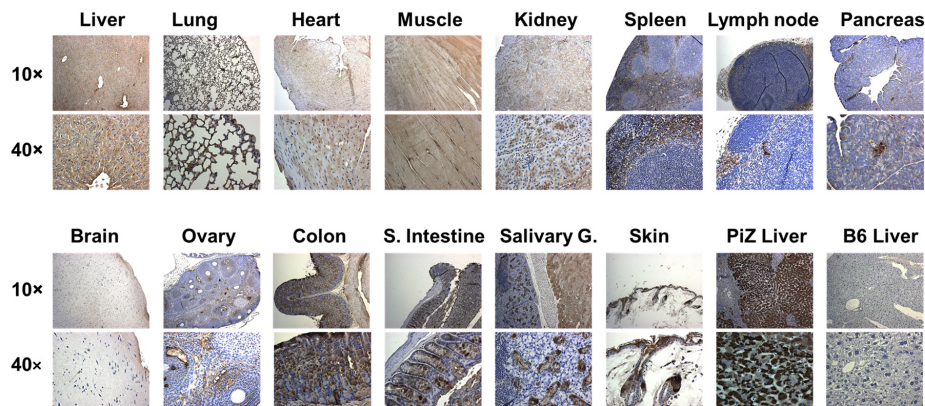 Liver Lung Heart Muscle Kidney Spleen Lymph node Pancreas
10×
40×
Brain Ovary Colon S. Intestine Salivary G. Skin PiZ Liver B6 Liver
10×
40×